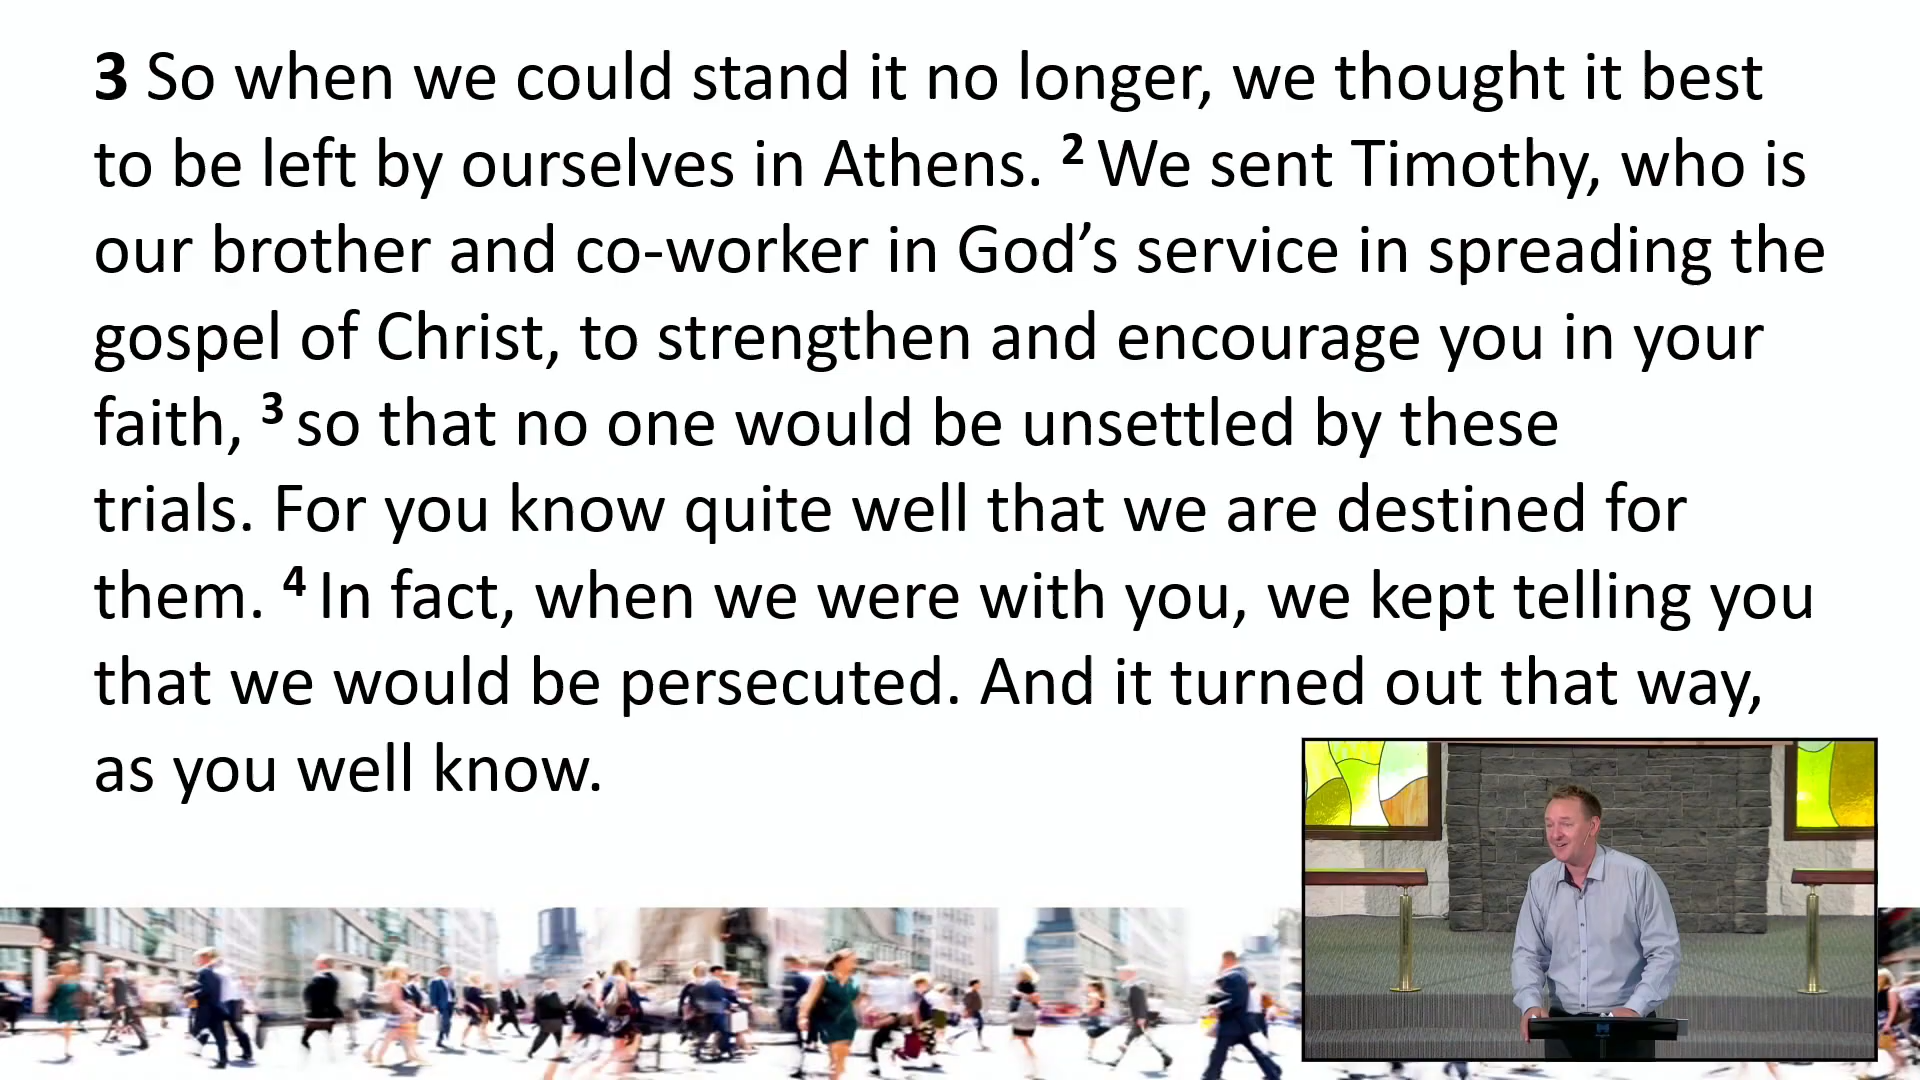 3 So when we could stand it no longer, we thought it best
to be left by ourselves in Athens. 2 We sent Timothy, who is
our brother and co-worker in God’s service in spreading the
gospel of Christ, to strengthen and encourage you in your
faith, 3 so that no one would be unsettled by these
trials. For you know quite well that we are destined for
them. 4 In fact, when we were with you, we kept telling you
that we would be persecuted. And it turned out that way,
as you well know.